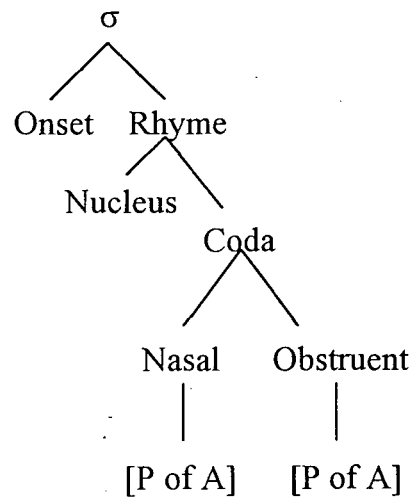 σ
Onset Rhyme
Nucleus
Coda
Nasal Obstruent
[P of A] [P of A]